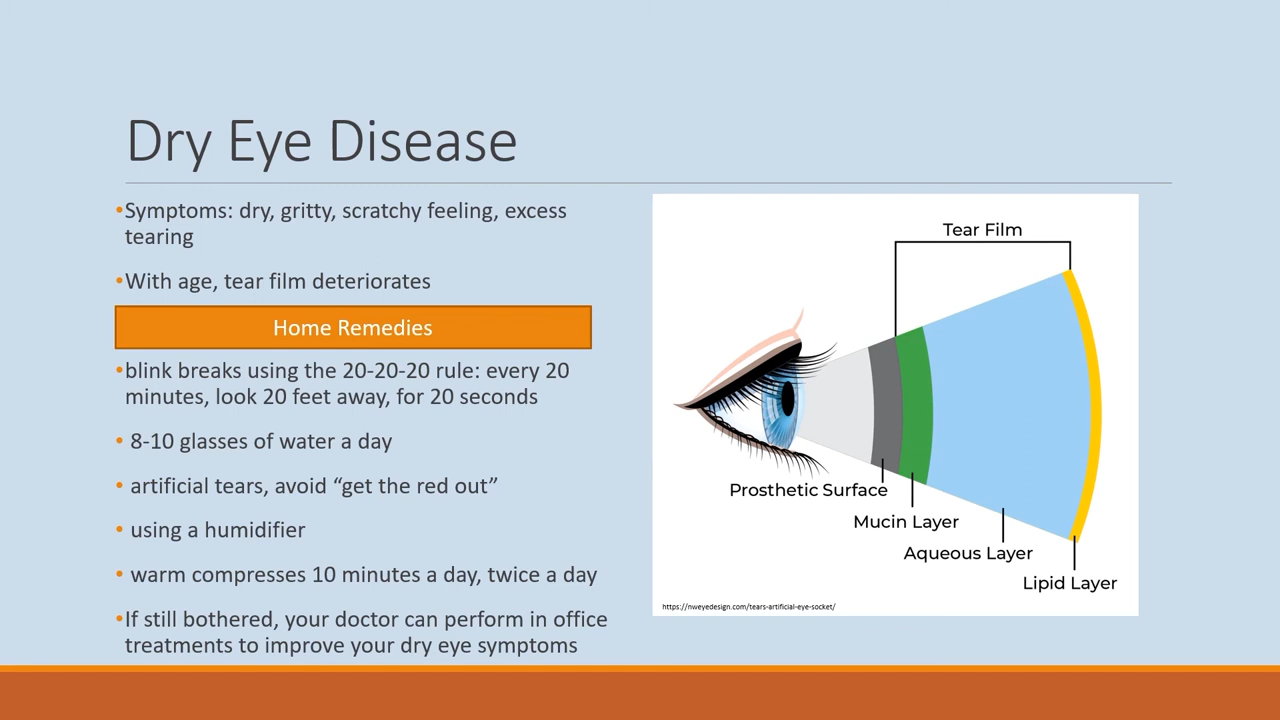 Dry Eye Disease
•Symptoms: dry, gritty, scratchy feeling, excess
tearing
•With age, tear film deteriorates
Home Remedies
•blink breaks using the 20-20-20 rule: every 20
minutes, look 20 feet away, for 20 seconds
• 8-10 glasses of water a day
• artificial tears, avoid “get the red out”
• using a humidifier
• warm compresses 10 minutes a day, twice a day
•If still bothered, your doctor can perform in office
treatments to improve your dry eye symptoms
Tear Film
Prosthetic Surface
Mucin Layer
Aqueous Layer
Lipid Layer
https://nweyedesign.com/tears-artificial-eye-socket/